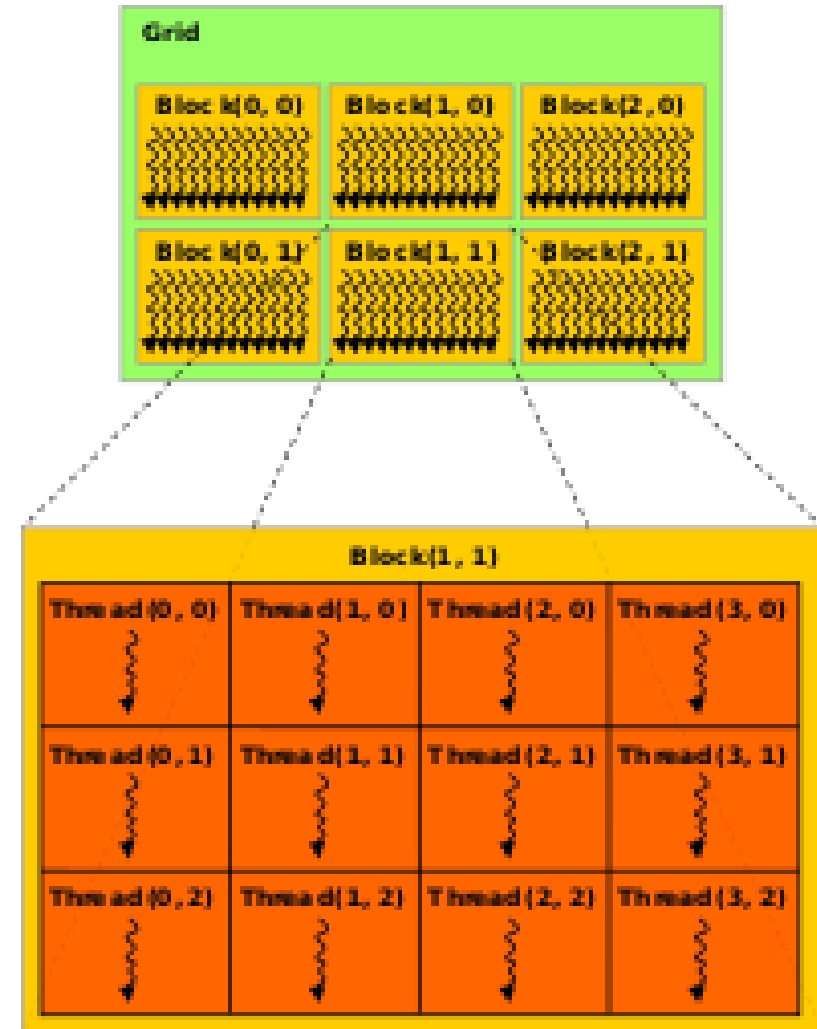 Grid
Block(0, 0) Block(1, 0) Block(2, 0)
Block(0, 1) Block(1, 1) Block(2, 1)
Block(1, 1)
Thread(0, 0) Thread(1, 0) Thread(2, 0) Thread(3, 0)
Thread(0, 1) Thread(1, 1) Thread(2, 1) Thread(3, 1)
Thread(0, 2) Thread(1, 2) Thread(2, 2) Thread(3, 2)